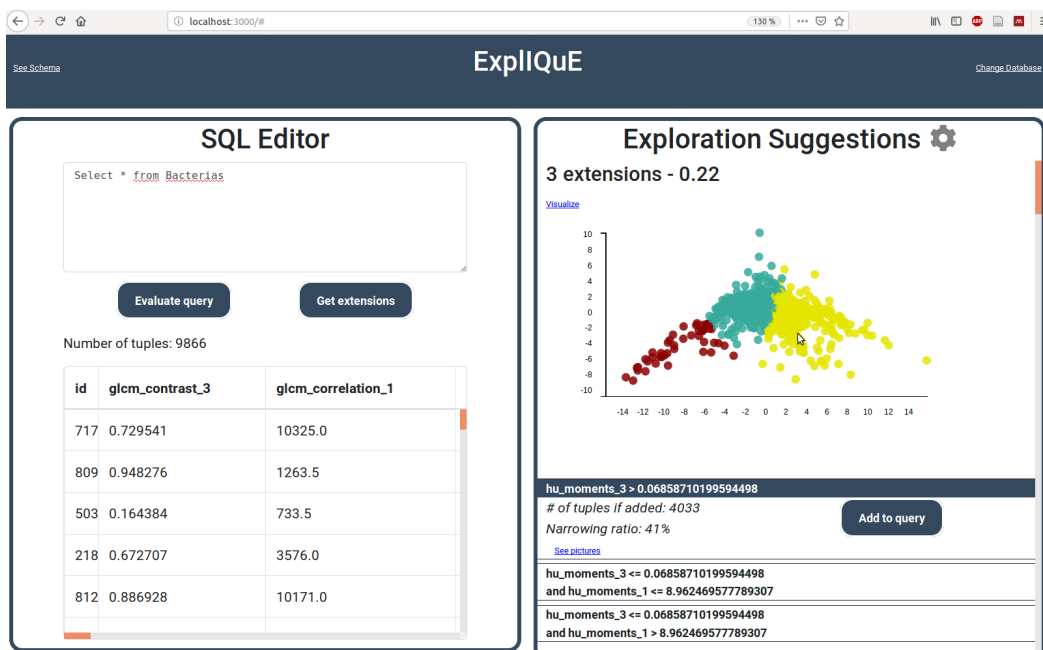 localhost:3000/#
130 %
ABP
See Schema
ExplIQuE
Change Database
SQL Editor
Select * from Bacterias
Evaluate query
Get extensions
Number of tuples: 9866
id glcm_contrast_3 glcm_correlation_1
717 0.729541 10325.0
809 0.948276 1263.5
503 0.164384 733.5
218 0.672707 3576.0
812 0.886928 10171.0
Exploration Suggestions
3 extensions - 0.22
Visualize
10
8
6
4
2
0
-2
-4
-6
-8
-10
-14 -12 -10 -8 -6 -4 -2 0 2 4 6 8 10 12 14
hu_moments_3 > 0.06858710199594498
# of tuples if added: 4033
Narrowing ratio: 41%
Add to query
See pictures
hu_moments_3 <= 0.06858710199594498
and hu_moments_1 <= 8.962469577789307
hu_moments_3 <= 0.06858710199594498
and hu_moments_1 > 8.962469577789307